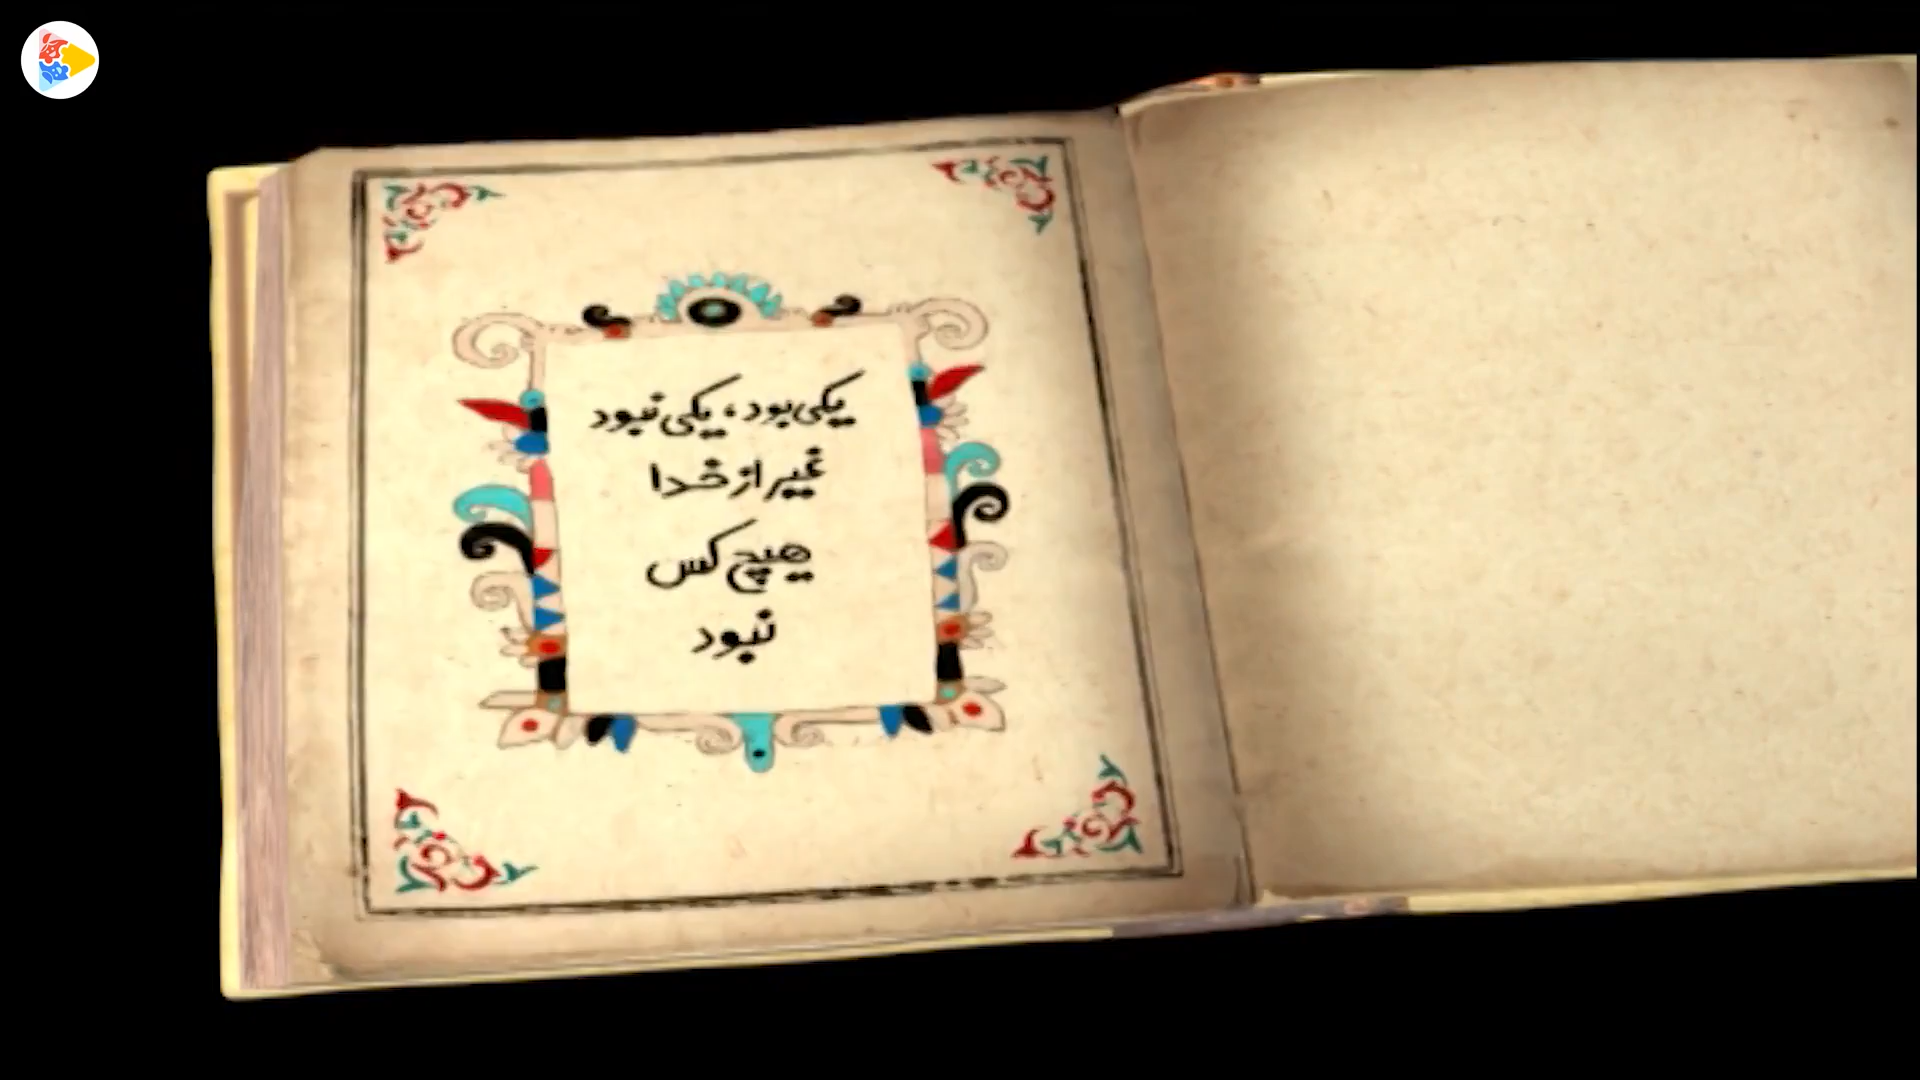 یکی بود، یکی نبود
غیر از خدا
هیچ کس
نبود